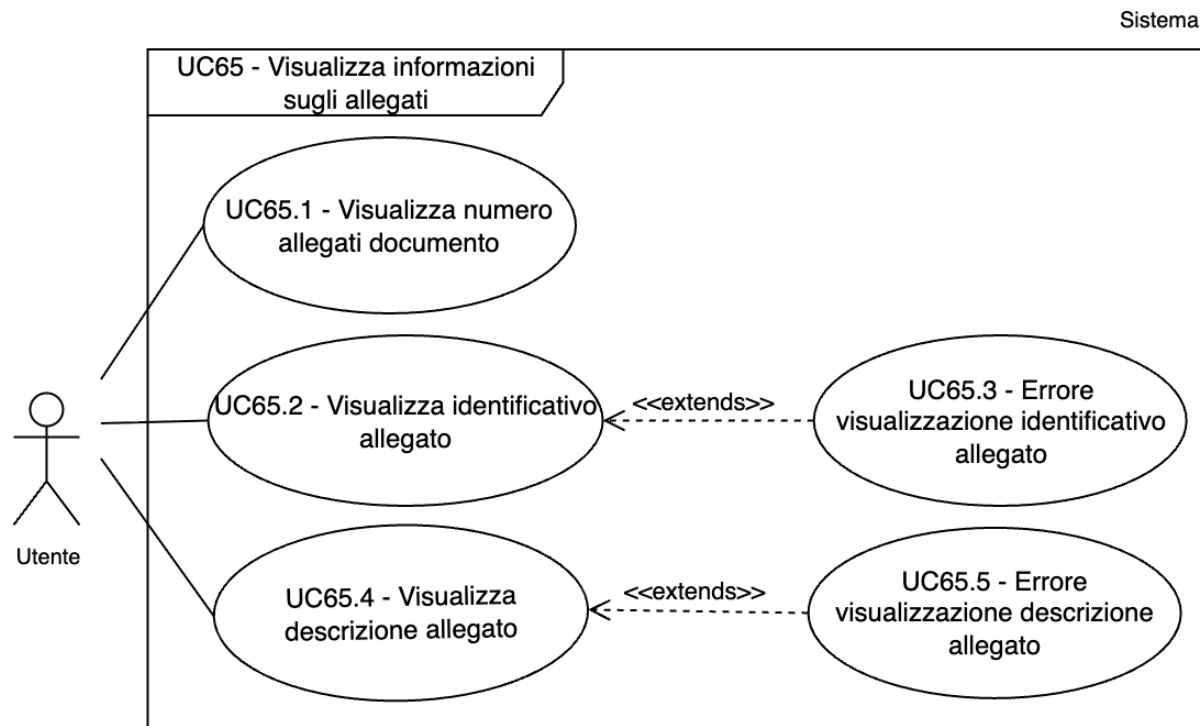 Sistema
UC65 - Visualizza informazioni
sugli allegati
UC65.1 - Visualizza numero
allegati documento
UC65.2 - Visualizza identificativo
allegato
<<extends>>
UC65.3 - Errore
visualizzazione identificativo
allegato
Utente
UC65.4 - Visualizza
descrizione allegato
<<extends>>
UC65.5 - Errore
visualizzazione descrizione
allegato